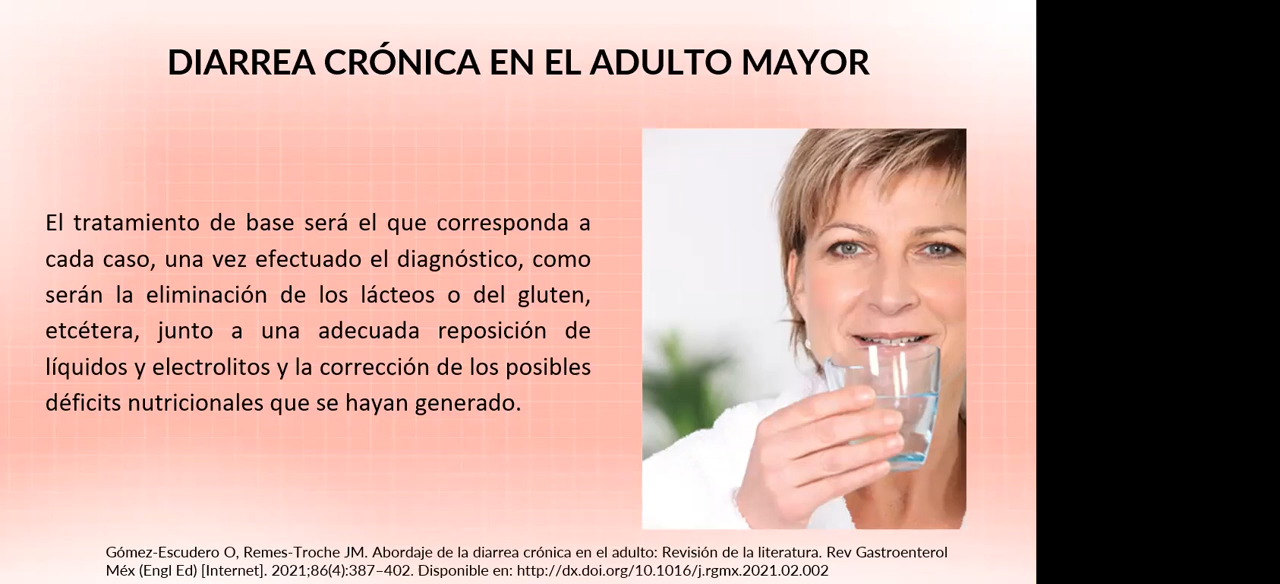 DIARREA CRÓNICA EN EL ADULTO MAYOR
El tratamiento de base será el que corresponda a
cada caso, una vez efectuado el diagnóstico, como
serán la eliminación de los lácteos o del gluten,
etcétera, junto a una adecuada reposición de
líquidos y electrolitos y la corrección de los posibles
déficits nutricionales que se hayan generado.
Gómez-Escudero O, Remes-Troche JM. Abordaje de la diarrea crónica en el adulto: Revisión de la literatura. Rev Gastroenterol
Méx (Engl Ed) [Internet]. 2021;86(4):387–402. Disponible en: http://dx.doi.org/10.1016/j.rgmx.2021.02.002